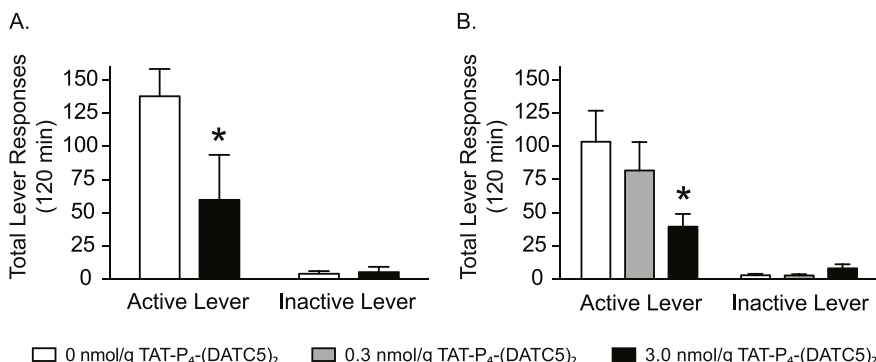 A.
B.
Total Lever Responses
(120 min)
150
125
100
75
50
25
0
*
Active Lever
Inactive Lever
Total Lever Responses
(120 min)
150
125
100
75
50
25
0
*
Active Lever
Inactive Lever
0 nmol/g TAT-P₄-(DATC5)₂
0.3 nmol/g TAT-P₄-(DATC5)₂
3.0 nmol/g TAT-P₄-(DATC5)₂